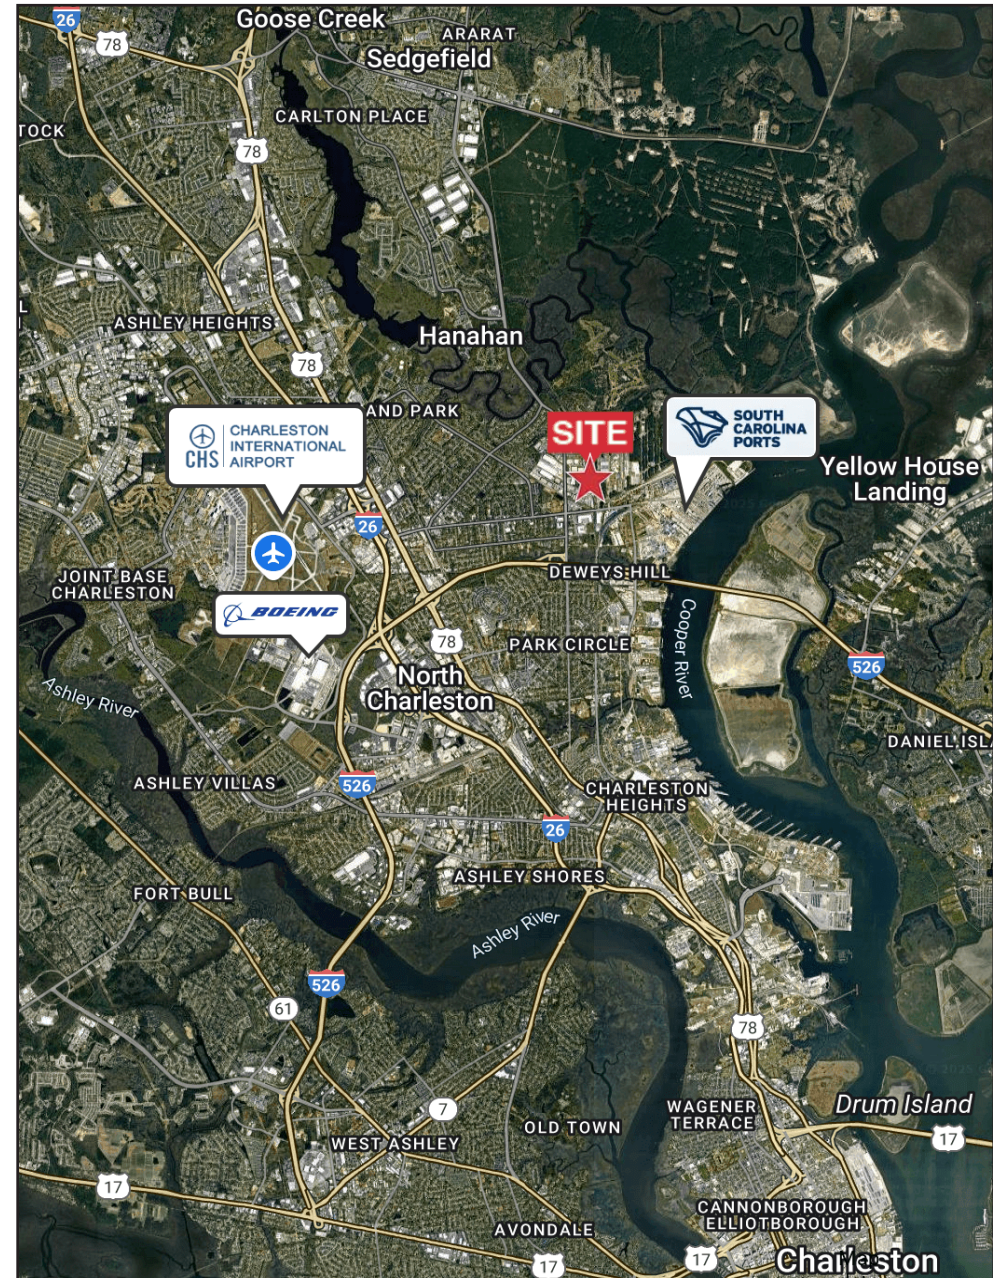 Goose Creek
26
78
ARARAT
Sedgefield
CARLTON PLACE
TOCK
78
ASHLEY HEIGHTS
Hanahan
78
AND PARK
CHS
CHARLESTON
INTERNATIONAL
AIRPORT
SITE
SOUTH
CAROLINA
PORTS
Yellow House
Landing
26
JOINT BASE
CHARLESTON
DEWEYS HILL
BOEING
Cooper River
78
PARK CIRCLE
526
North
Charleston
Ashley River
DANIEL ISLA
ASHLEY VILLAS
526
CHARLESTON
HEIGHTS
26
ASHLEY SHORES
FORT BULL
Ashley River
526
61
78
7
WAGENER
TERRACE
Drum Island
OLD TOWN
WEST ASHLEY
17
17
CANNONBOROUGH
ELLIOTBOROUGH
AVONDALE
17
17
Charleston